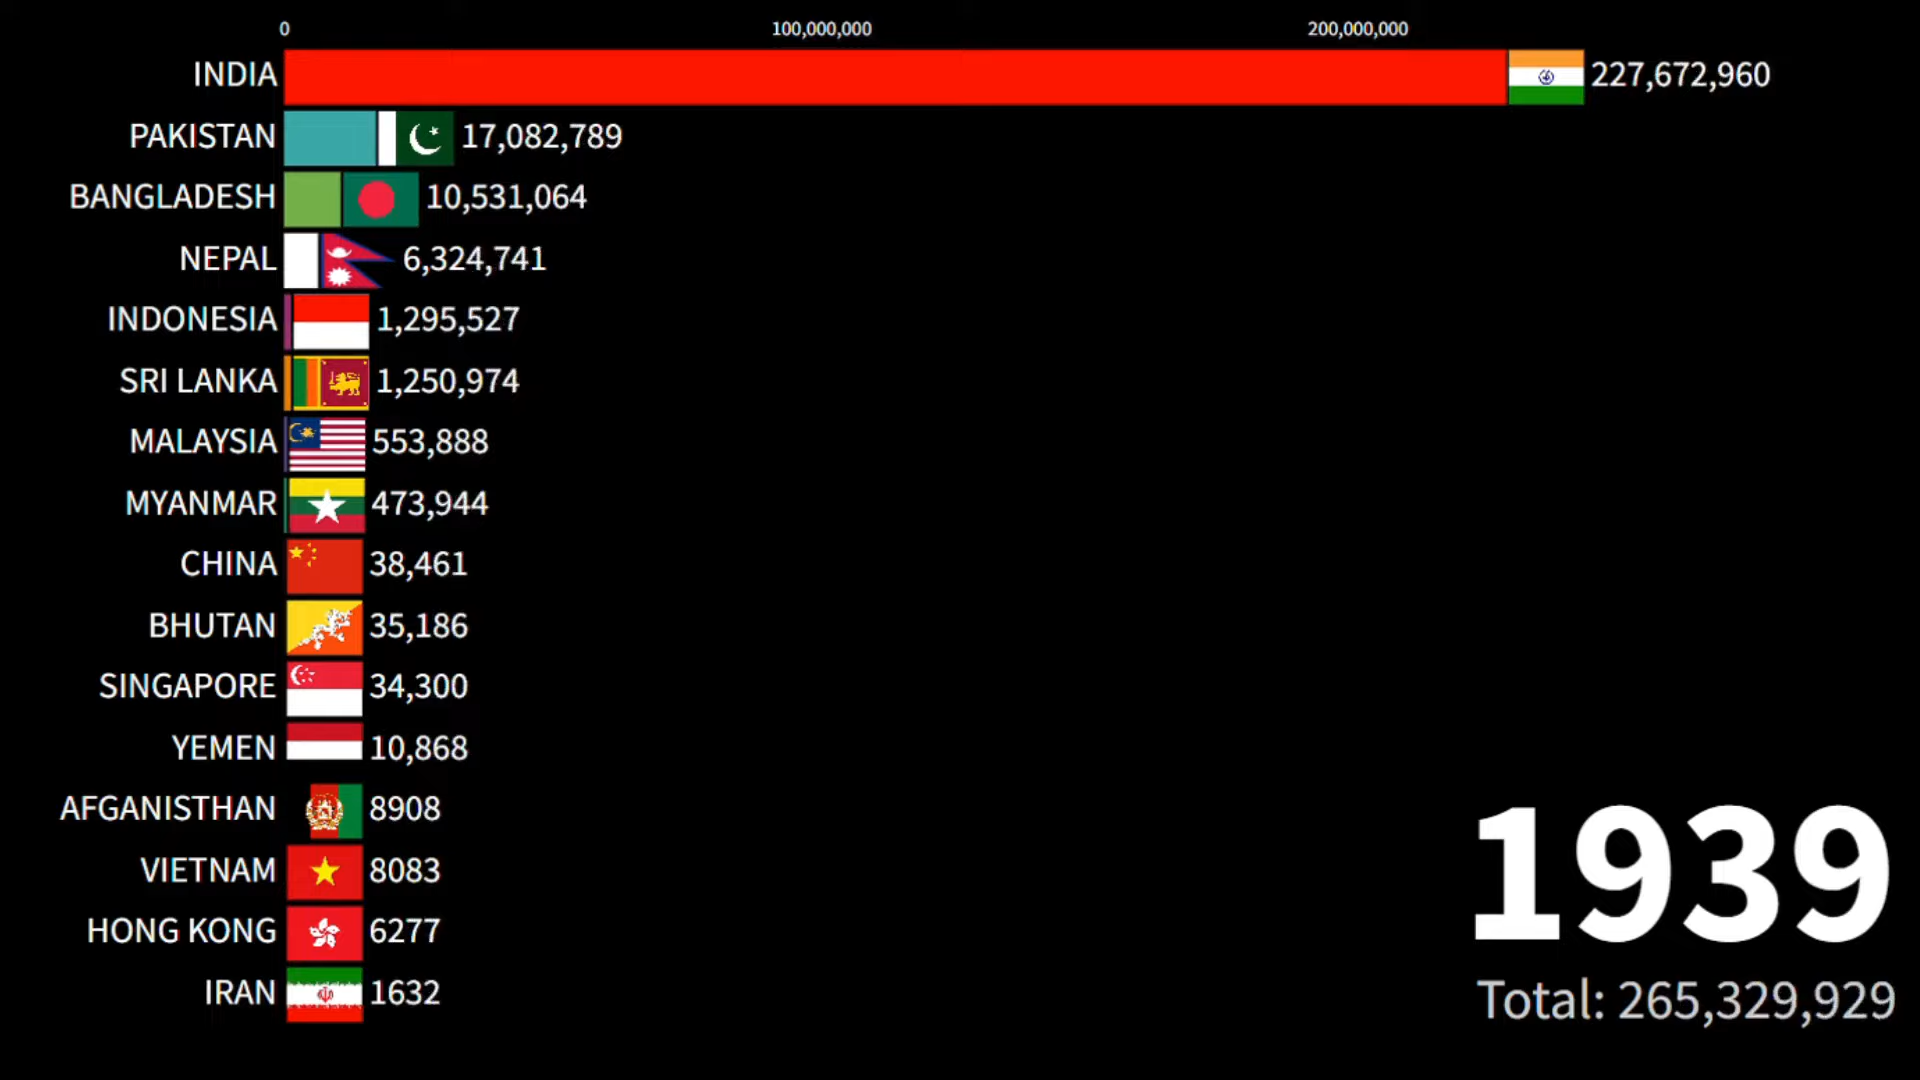 0 100,000,000 200,000,000
INDIA 227,672,960
PAKISTAN 17,082,789
BANGLADESH 10,531,064
NEPAL 6,324,741
INDONESIA 1,295,527
SRI LANKA 1,250,974
MALAYSIA 553,888
MYANMAR 473,944
CHINA 38,461
BHUTAN 35,186
SINGAPORE 34,300
YEMEN 10,868
AFGANISTHAN 8908
VIETNAM 8083
HONG KONG 6277
IRAN 1632
1939
Total: 265,329,929